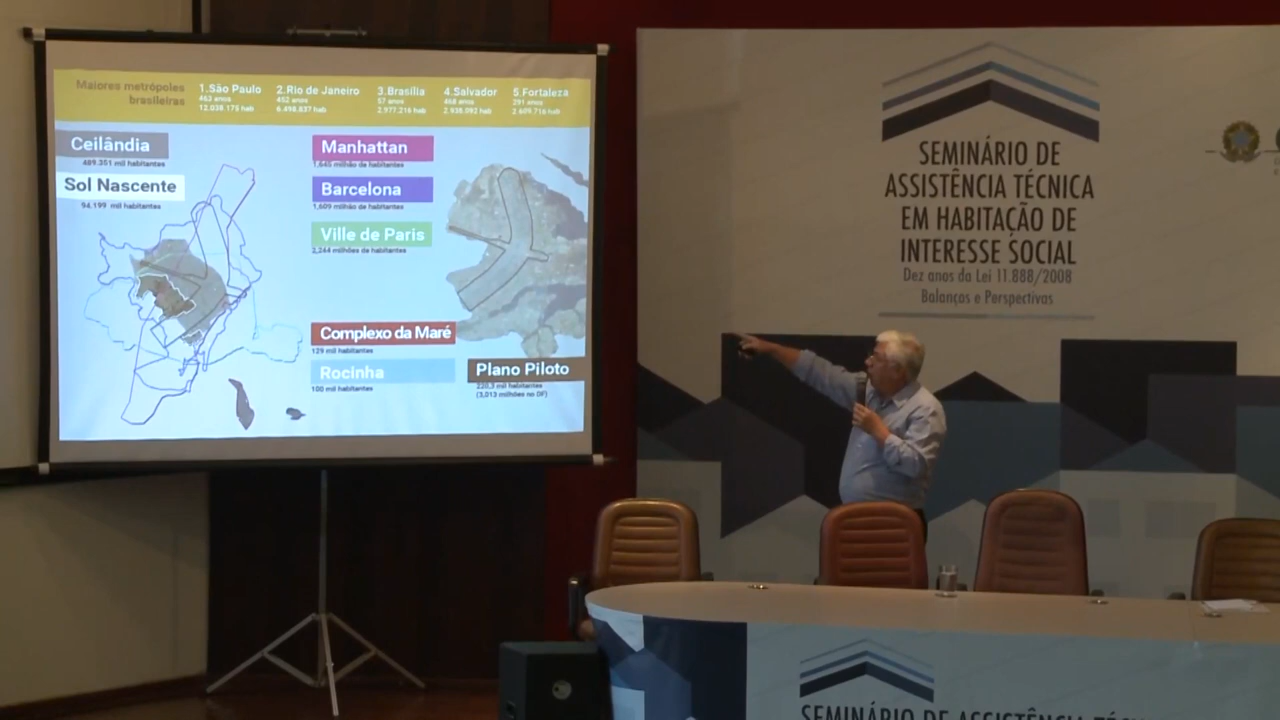 Maiores metrópoles
brasileiras
1.São Paulo
462 anos
12.038.175 hab
2.Rio de Janeiro
452 anos
6.498.837 hab
3.Brasília
57 anos
2.977.216 hab
4.Salvador
468 anos
2.938.092 hab
5.Fortaleza
291 anos
2.609.716 hab
Ceilândia
489.351 mil habitantes
Sol Nascente
94.199 mil habitantes
Manhattan
1,645 milhão de habitantes
Barcelona
1,609 milhão de habitantes
Ville de Paris
2,244 milhões de habitantes
Complexo da Maré
129 mil habitantes
Rocinha
100 mil habitantes
Plano Piloto
220,3 mil habitantes
(3,013 milhões no DF)
SEMINÁRIO DE
ASSISTÊNCIA TÉCNICA
EM HABITAÇÃO DE
INTERESSE SOCIAL
Dez anos da Lei 11.888/2008
Balanços e Perspectivas
SEMINÁRIO DE ASSISTÊNCIA TÉC